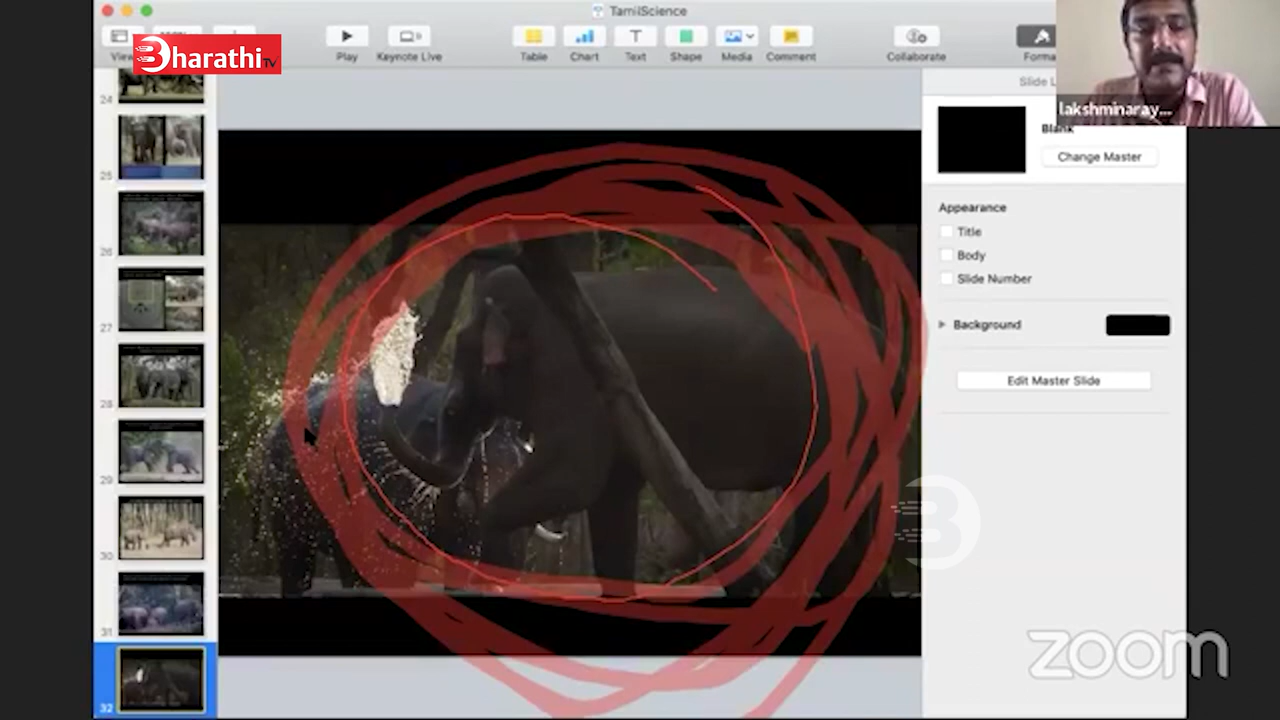 TamilScience
Bharathi TV
View
Play
Keynote Live
Table
Chart
Text
Shape
Media
Comment
Collaborate
Forma
Slide L
lakshminaray...
Blank
Change Master
Appearance
Title
Body
Slide Number
Background
Edit Master Slide
24
25
26
27
28
29
30
31
32
B
zoom